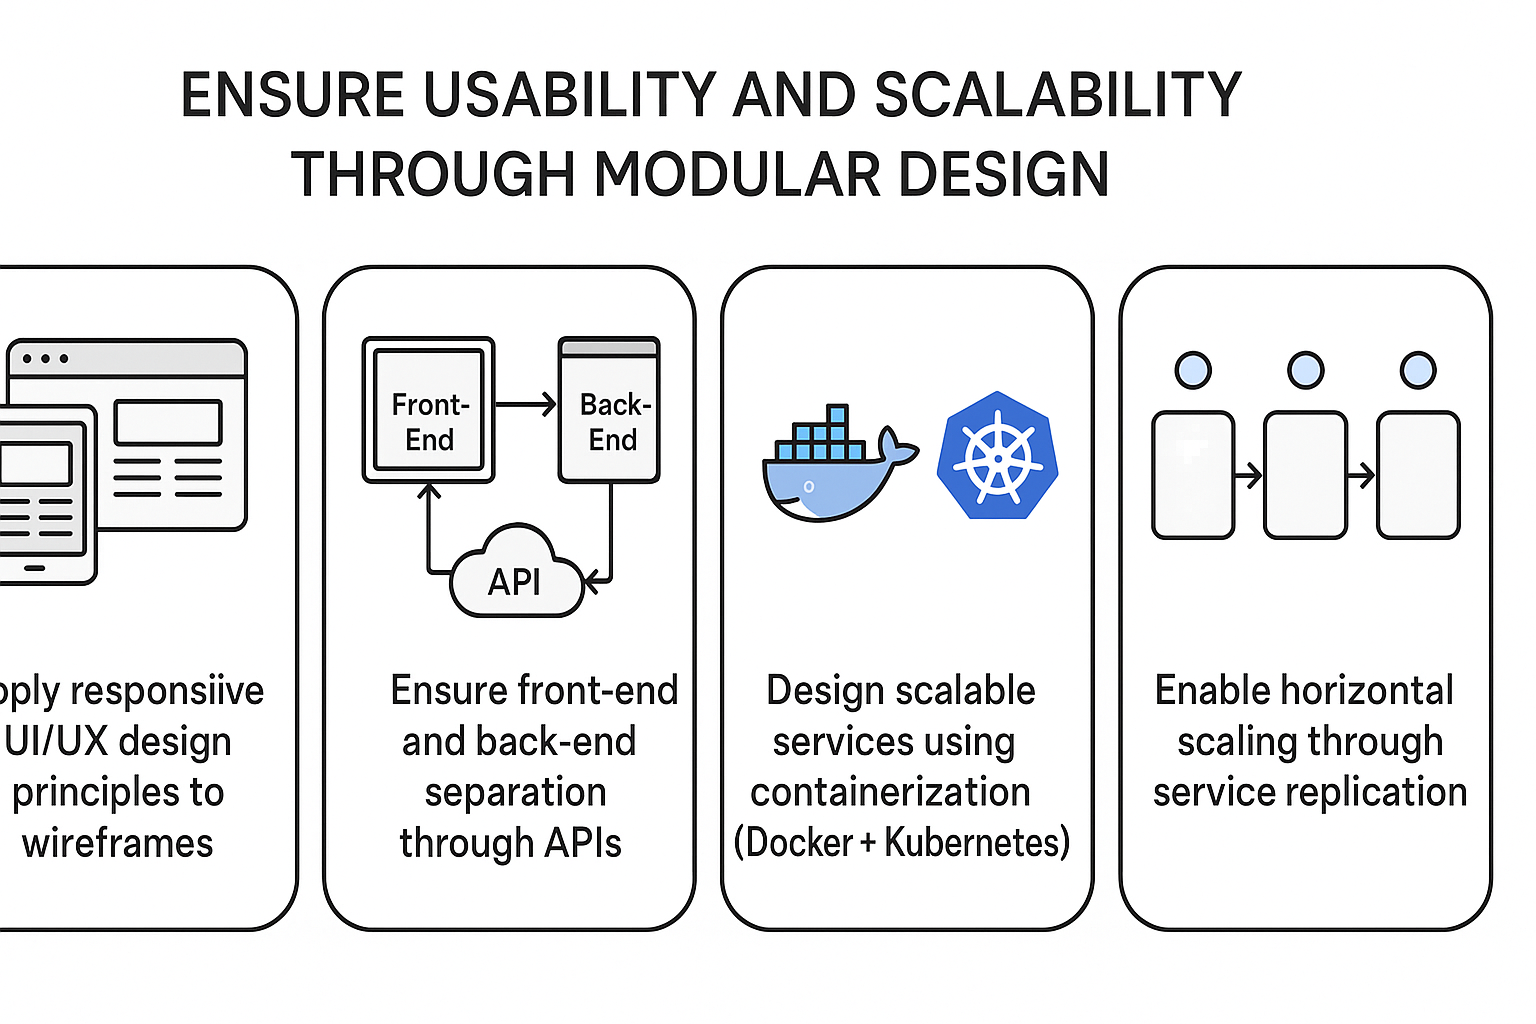 ENSURE USABILITY AND SCALABILITY
THROUGH MODULAR DESIGN
Front-
End
Back-
End
API
pply responsiive
UI/UX design
principles to
wireframes
Ensure front-end
and back-end
separation
through APIs
Design scalable
services using
containerization
(Docker + Kubernetes)
Enable horizontal
scaling through
service replication